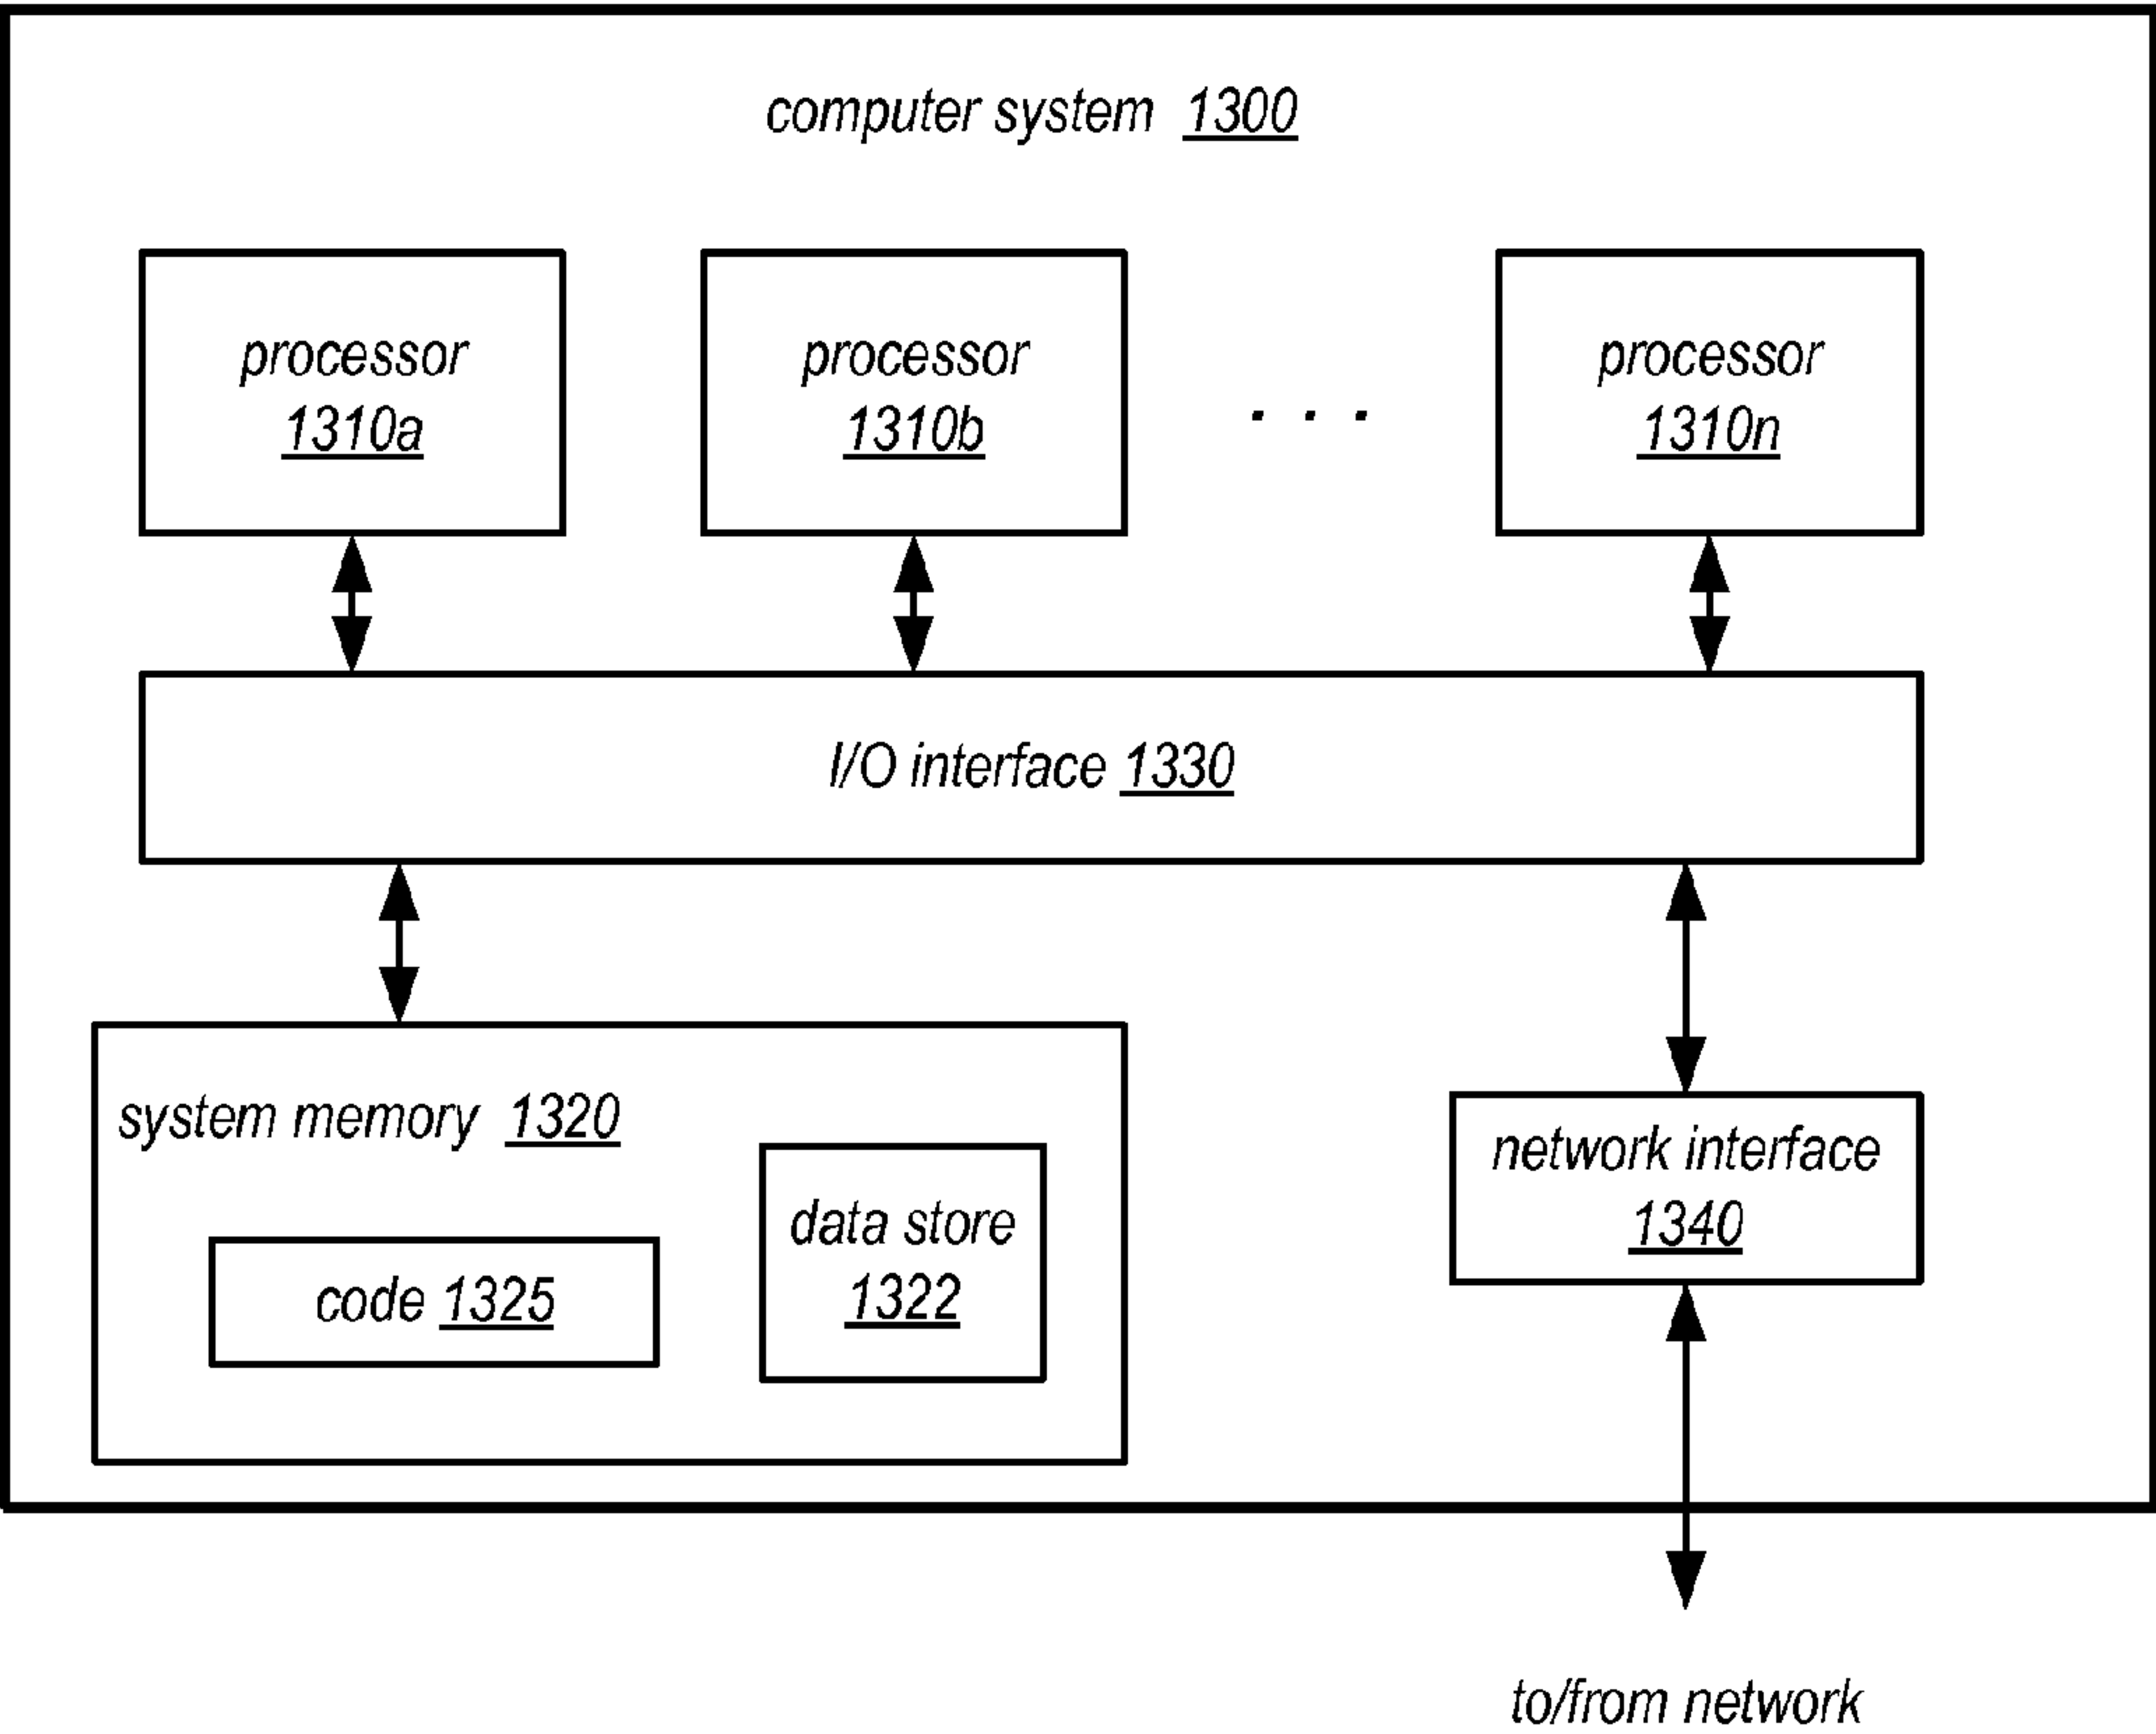 computer system 1300
processor
1310a
processor
1310b
. . .
processor
1310n
I/O interface 1330
system memory 1320
code 1325
data store
1322
network interface
1340
to/from network